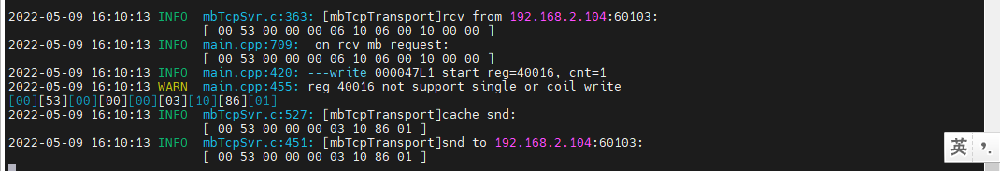 2022-05-09 16:10:13 INFO  mbTcpSvr.c:363: [mbTcpTransport]rcv from 192.168.2.104:60103:
[ 00 53 00 00 00 06 10 06 00 10 00 00 ]
2022-05-09 16:10:13 INFO  main.cpp:709:  on rcv mb request:
[ 00 53 00 00 00 06 10 06 00 10 00 00 ]
2022-05-09 16:10:13 INFO  main.cpp:420: ---write 000047L1 start reg=40016, cnt=1
2022-05-09 16:10:13 WARN  main.cpp:455: reg 40016 not support single or coil write
[00][53][00][00][00][03][10][86][01]
2022-05-09 16:10:13 INFO  mbTcpSvr.c:527: [mbTcpTransport]cache snd:
[ 00 53 00 00 00 03 10 86 01 ]
2022-05-09 16:10:13 INFO  mbTcpSvr.c:451: [mbTcpTransport]snd to 192.168.2.104:60103:
[ 00 53 00 00 00 03 10 86 01 ]
英